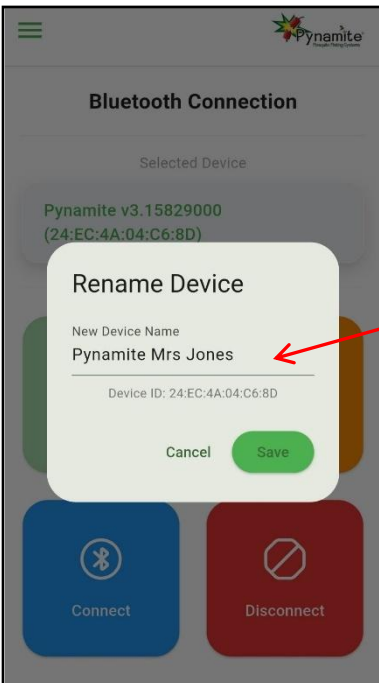 Pynamite
Bluetooth Connection
Selected Device
Pynamite v3.15829000
(24:EC:4A:04:C6:8D)
Rename Device
New Device Name
Pynamite Mrs Jones
Device ID: 24:EC:4A:04:C6:8D
Cancel
Save
Connect
Disconnect